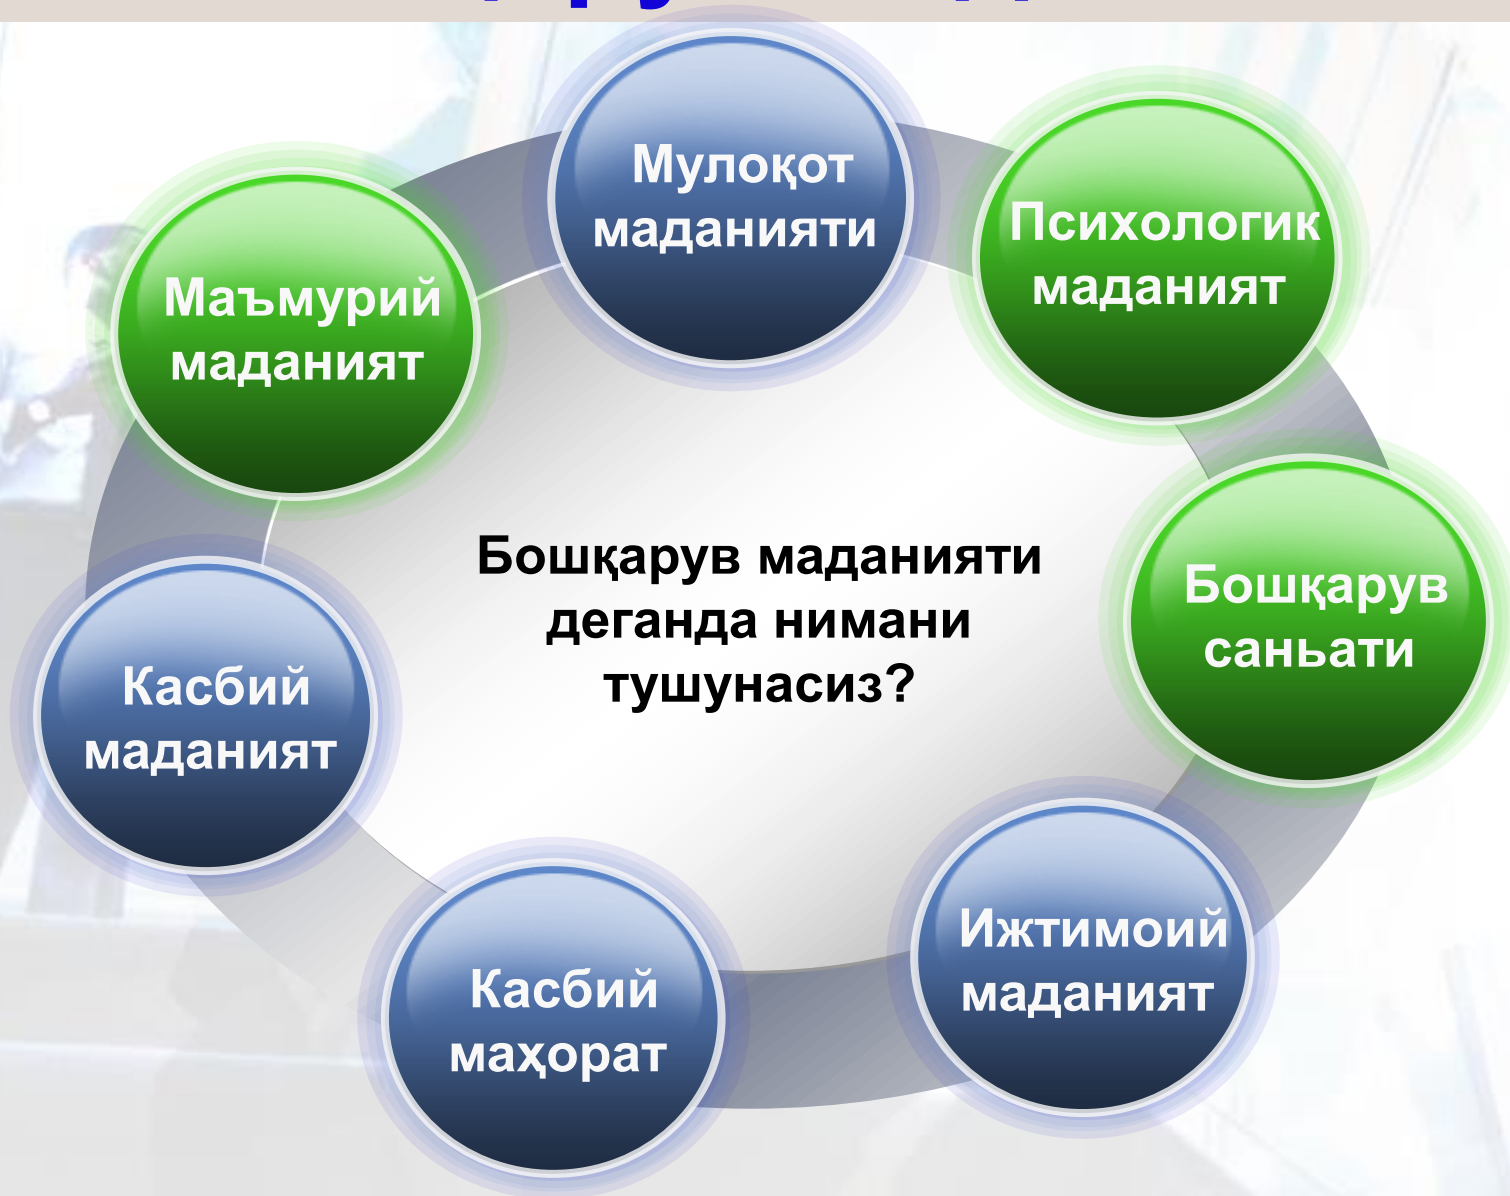 Мулоқот
маданияти
Психологик
маданият
Маъмурий
маданият
Бошқарув маданияти
деганда нимани
тушунасиз?
Бошқарув
саньати
Касбий
маданият
Ижтимоий
маданият
Касбий
маҳорат